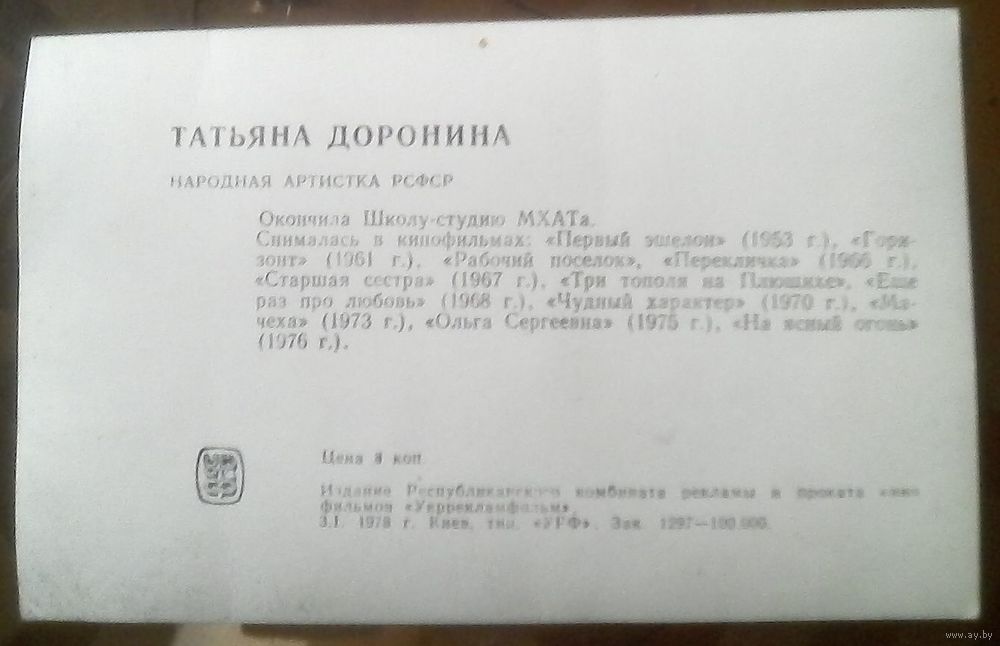 ТАТЬЯНА ДОРОНИНА
НАРОДНАЯ АРТИСТКА РСФСР
Окончила Школу-студию МХАТа.
Снималась в кинофильмах: «Первый эшелон» (1953 г.), «Гори-
зонт» (1961 г.), «Рабочий поселок», «Перекличка» (1966 г.),
«Старшая сестра» (1967 г.), «Три тополя на Плющихе», «Еще
раз про любовь» (1968 г.), «Чудный характер» (1970 г.), «Ма-
чеха» (1973 г.), «Ольга Сергеевна» (1975 г.), «На ясный огонь»
(1976 г.).
Цена 8 коп
Издание Республиканского комбината рекламы и проката кино
фильмов «Укррекламфильм».
3.I. 1978 г. Киев, тип. «УРФ». Зак. 1297—100.000.
www.ay.by